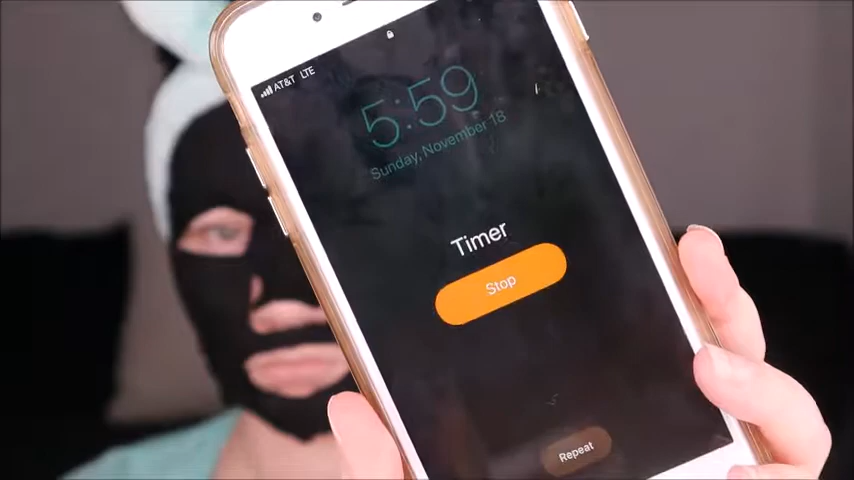 AT&T LTE
5:59
Sunday, November 18
Timer
Stop
Repeat